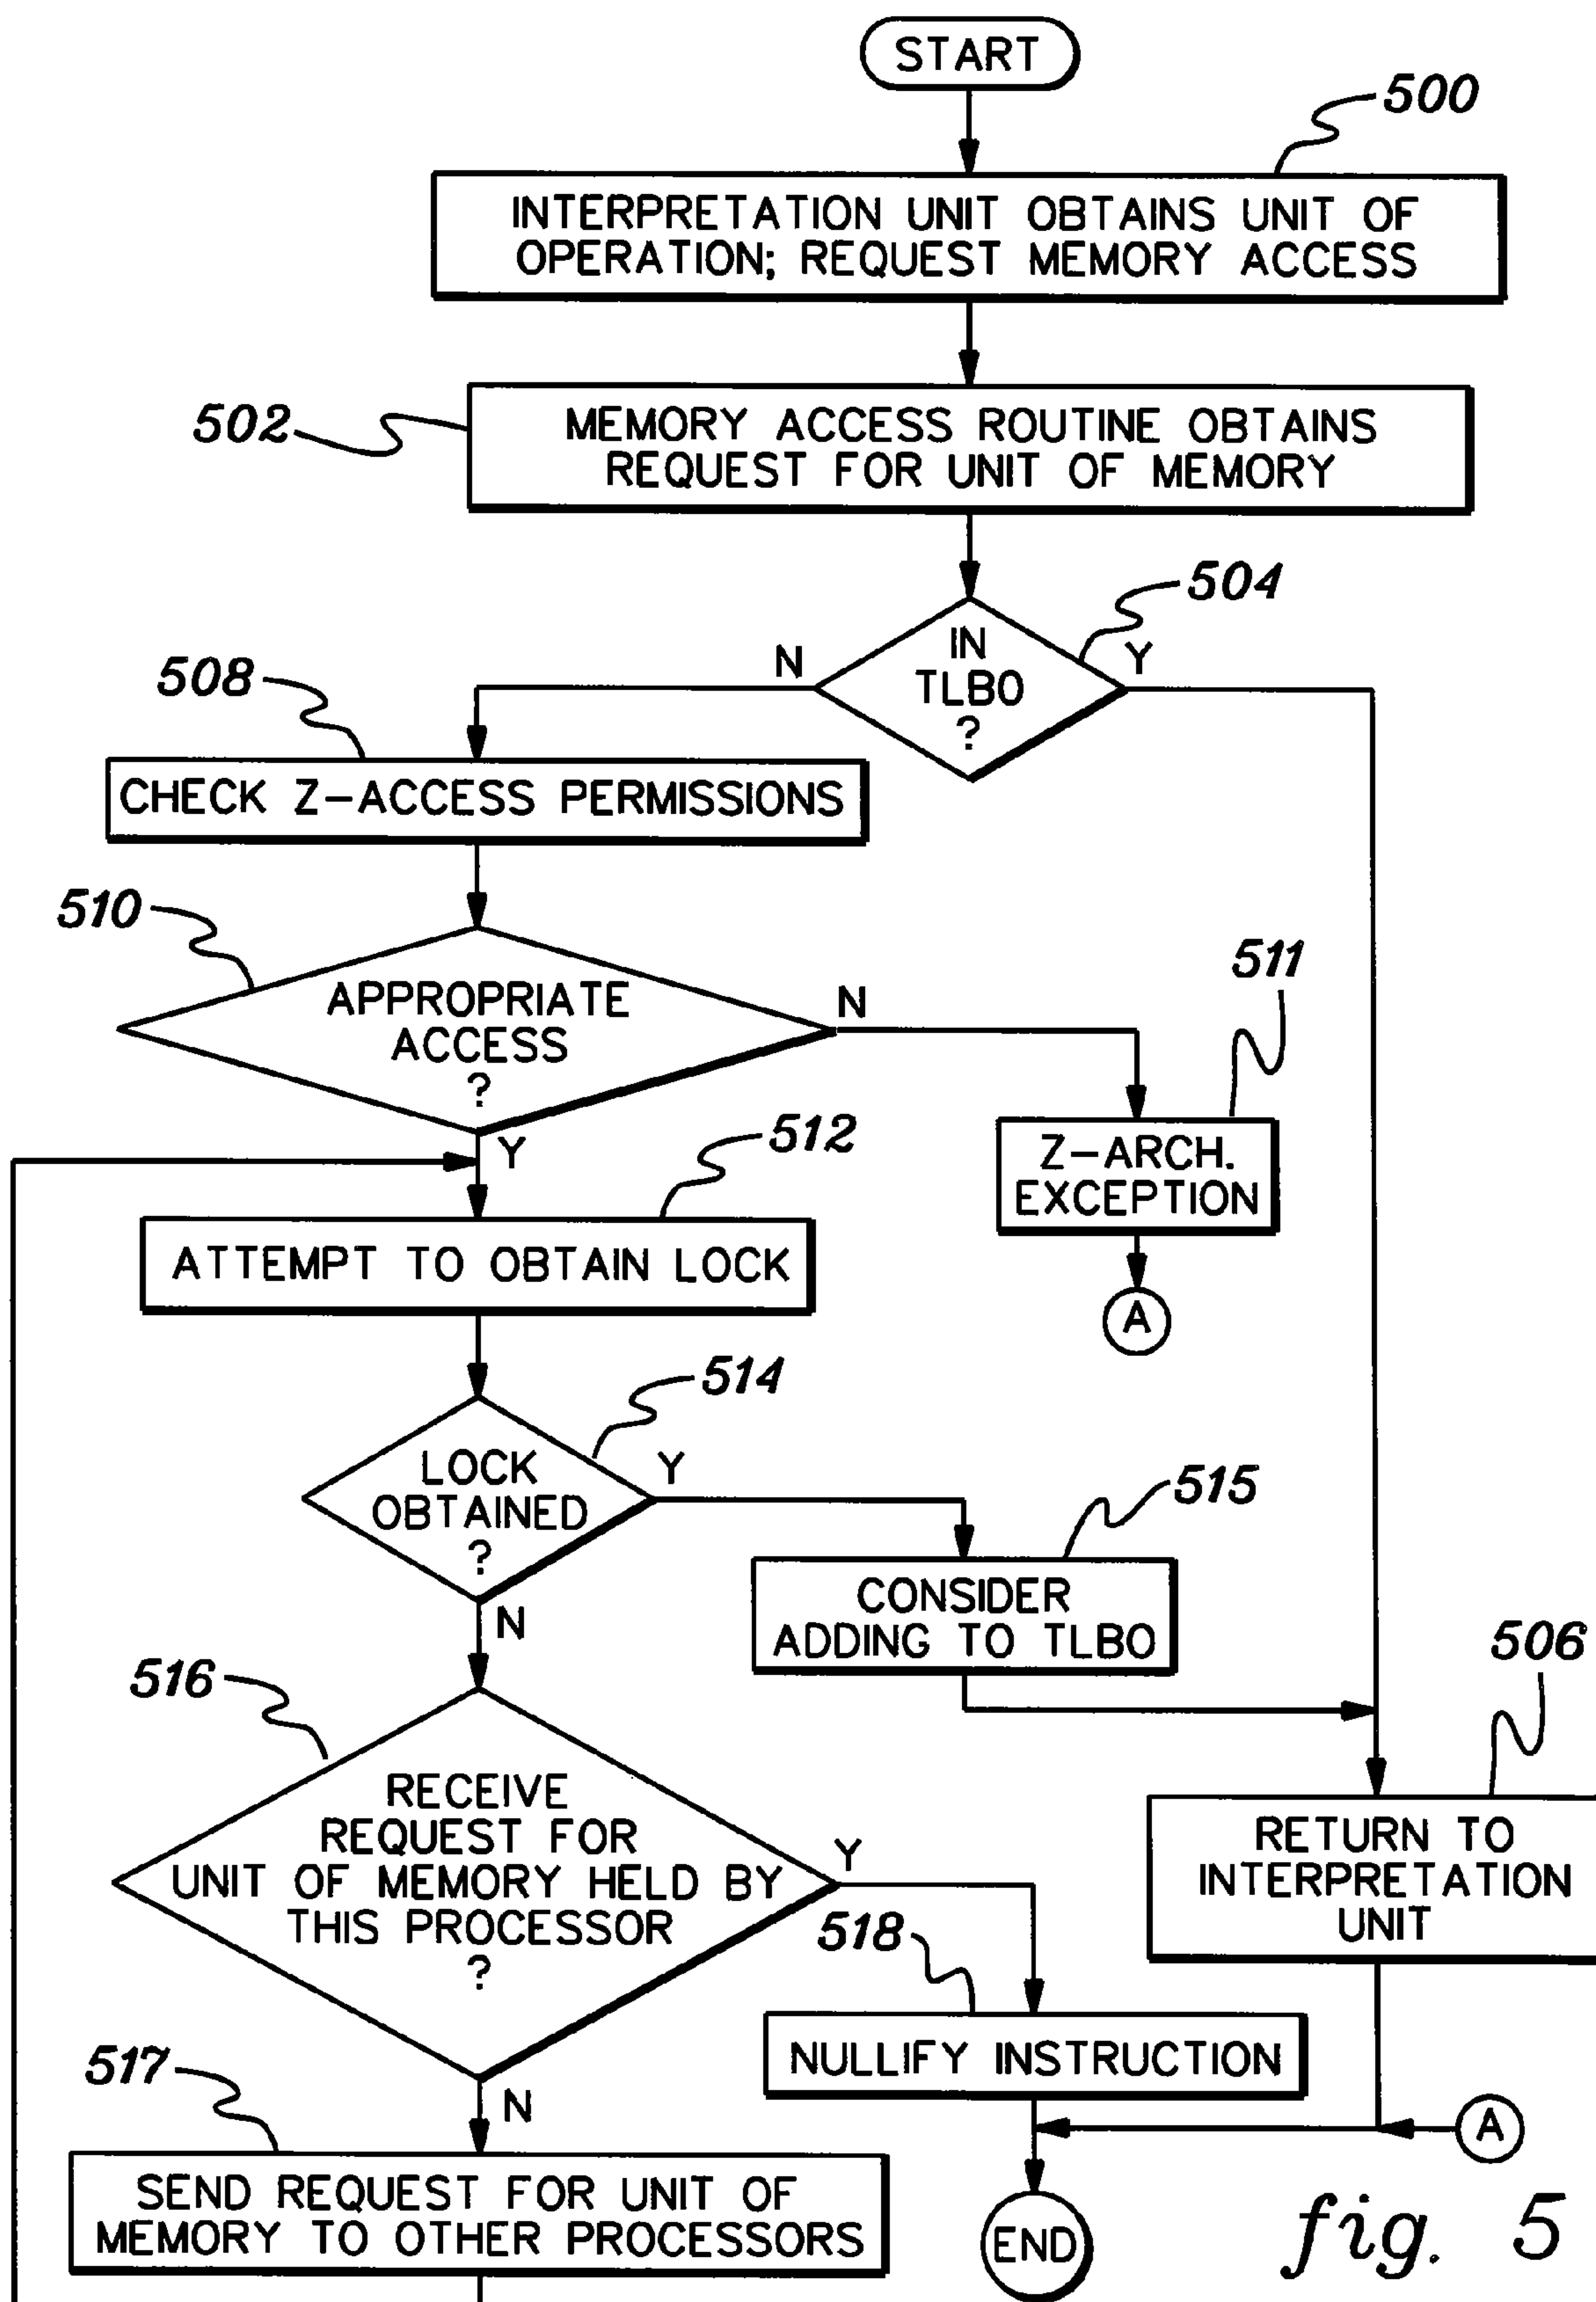 START
500
INTERPRETATION UNIT OBTAINS UNIT OF
OPERATION; REQUEST MEMORY ACCESS
502
MEMORY ACCESS ROUTINE OBTAINS
REQUEST FOR UNIT OF MEMORY
504
IN
TLB0
?
N
Y
508
CHECK Z-ACCESS PERMISSIONS
510
APPROPRIATE
ACCESS
?
N
Y
511
Z-ARCH.
EXCEPTION
A
512
ATTEMPT TO OBTAIN LOCK
514
LOCK
OBTAINED
?
Y
N
515
CONSIDER
ADDING TO TLB0
506
RETURN TO
INTERPRETATION
UNIT
516
RECEIVE
REQUEST FOR
UNIT OF MEMORY HELD BY
THIS PROCESSOR
?
Y
N
518
NULLIFY INSTRUCTION
A
517
SEND REQUEST FOR UNIT OF
MEMORY TO OTHER PROCESSORS
END
fig. 5